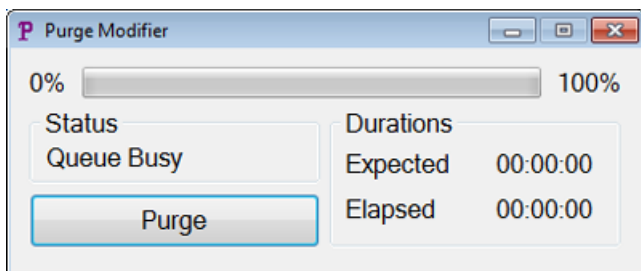 Purge Modifier
0% 100%
Status
Queue Busy
Purge
Durations
Expected 00:00:00
Elapsed 00:00:00